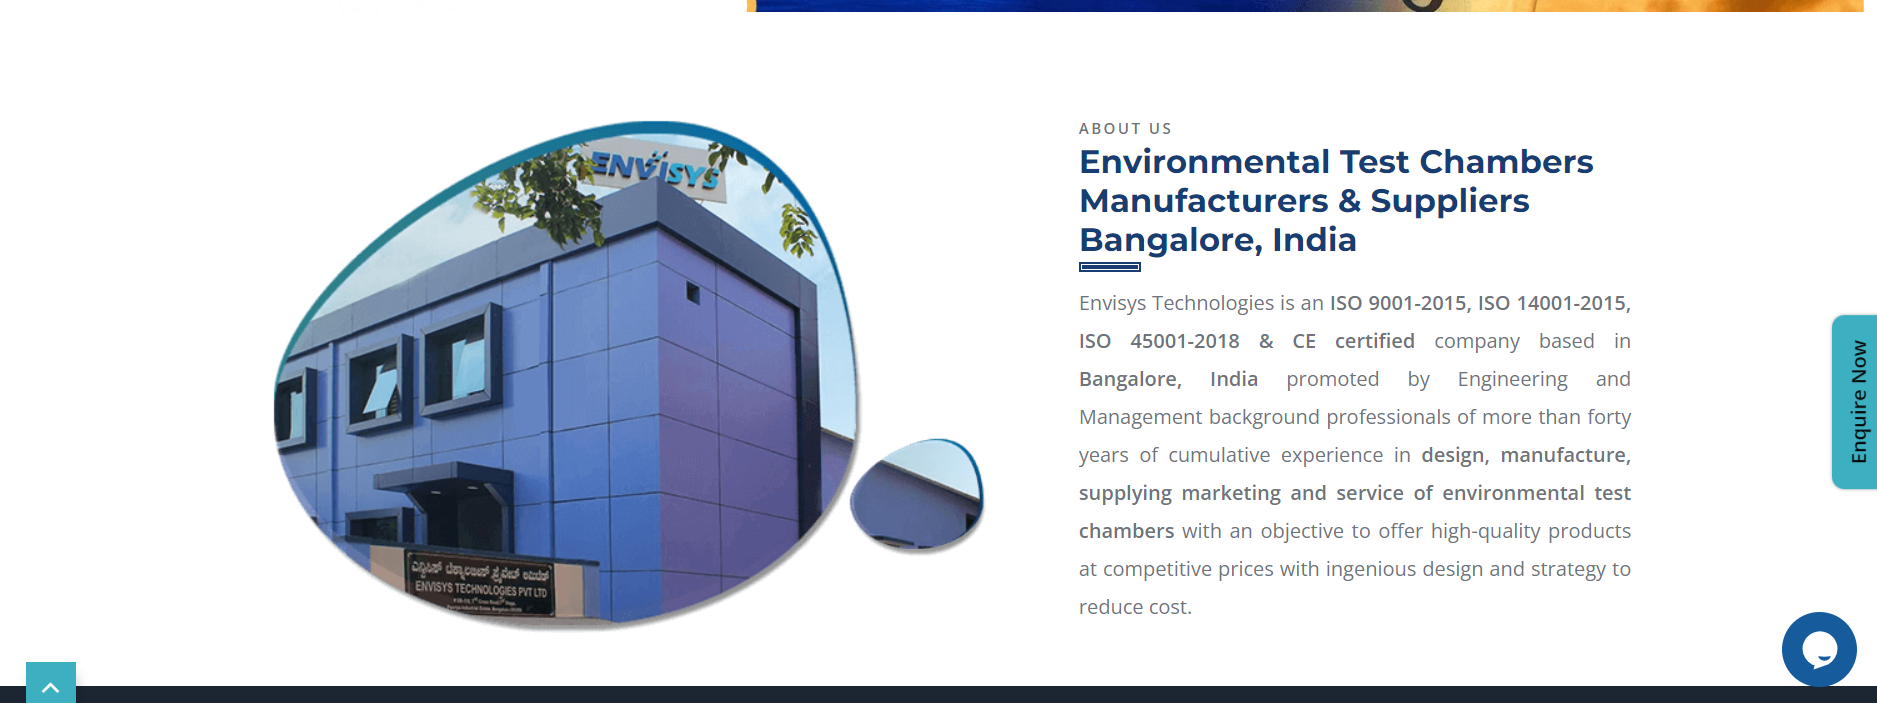 ENVISYS
ಎನ್ವಿಸಿಸ್ ಟೆಕ್ನಾಲಜೀಸ್ ಪ್ರೈವೇಟ್ ಲಿಮಿಟೆಡ್
ENVISYS TECHNOLOGIES PVT LTD
ABOUT US
Environmental Test Chambers
Manufacturers & Suppliers
Bangalore, India
Envisys Technologies is an ISO 9001-2015, ISO 14001-2015,
ISO 45001-2018 & CE certified company based in
Bangalore, India promoted by Engineering and
Management background professionals of more than forty
years of cumulative experience in design, manufacture,
supplying marketing and service of environmental test
chambers with an objective to offer high-quality products
at competitive prices with ingenious design and strategy to
reduce cost.
Enquire Now